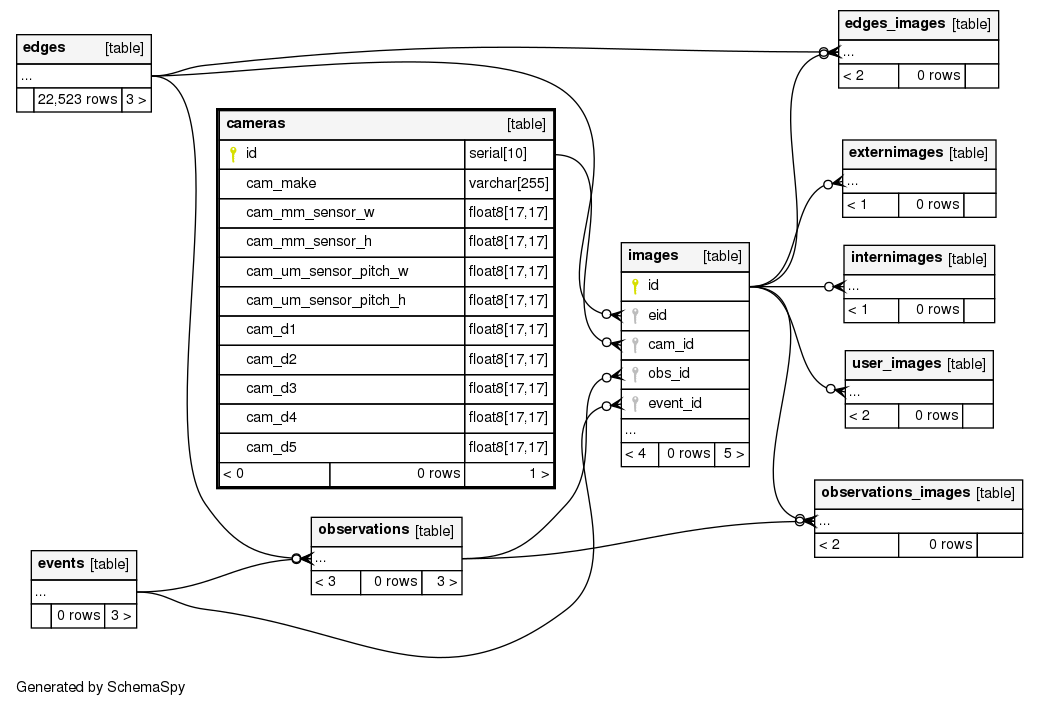 edges [table]
...
22,523 rows 3 >
cameras [table]
id serial[10]
cam_make varchar[255]
cam_mm_sensor_w float8[17,17]
cam_mm_sensor_h float8[17,17]
cam_um_sensor_pitch_w float8[17,17]
cam_um_sensor_pitch_h float8[17,17]
cam_d1 float8[17,17]
cam_d2 float8[17,17]
cam_d3 float8[17,17]
cam_d4 float8[17,17]
cam_d5 float8[17,17]
< 0 0 rows 1 >
images [table]
id
eid
cam_id
obs_id
event_id
...
< 4 0 rows 5 >
edges_images [table]
...
< 2 0 rows
externimages [table]
...
< 1 0 rows
internimages [table]
...
< 1 0 rows
user_images [table]
...
< 2 0 rows
observations_images [table]
...
< 2 0 rows
observations [table]
...
< 3 0 rows 3 >
events [table]
...
0 rows 3 >
Generated by SchemaSpy